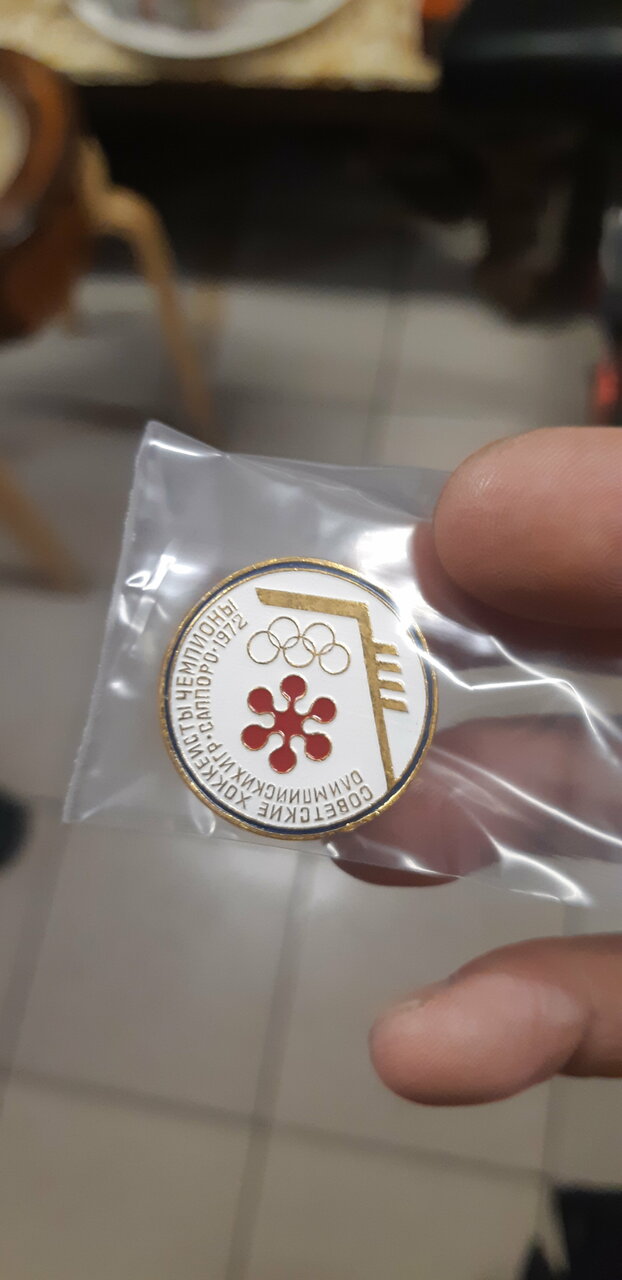 СОВЕТСКИЕ ХОККЕИСТЫ ЧЕМПИОНЫ
ОЛИМПИЙСКИХ ИГР · САППОРО · 1972